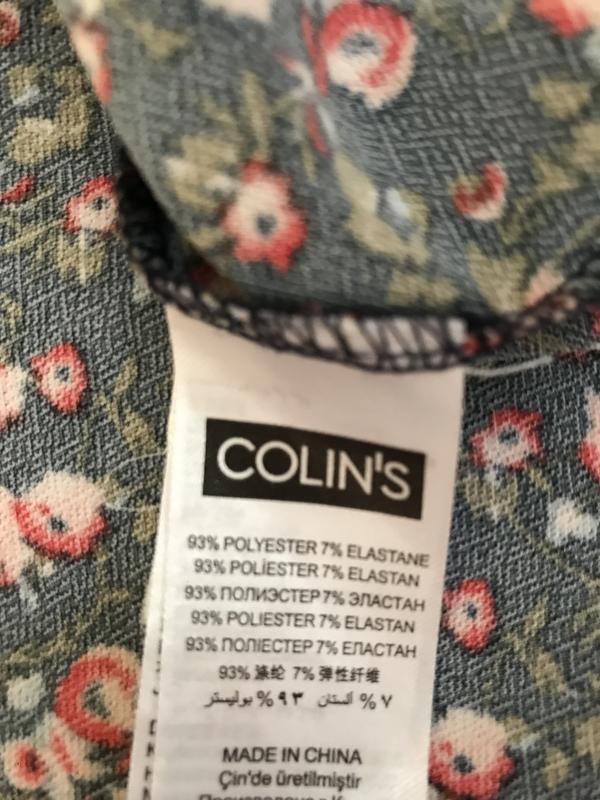 COLIN'S
93% POLYESTER 7% ELASTANE
93% POLİESTER 7% ELASTAN
93% ПОЛИЭСТЕР 7% ЭЛАСТАН
93% POLIESTER 7% ELASTAN
93% ПОЛІЕСТЕР 7% ЕЛАСТАН
93% 涤纶 7% 弹性纤维
٧ % ألستان ٩٣ % بوليستر
MADE IN CHINA
Çin'de üretilmiştir